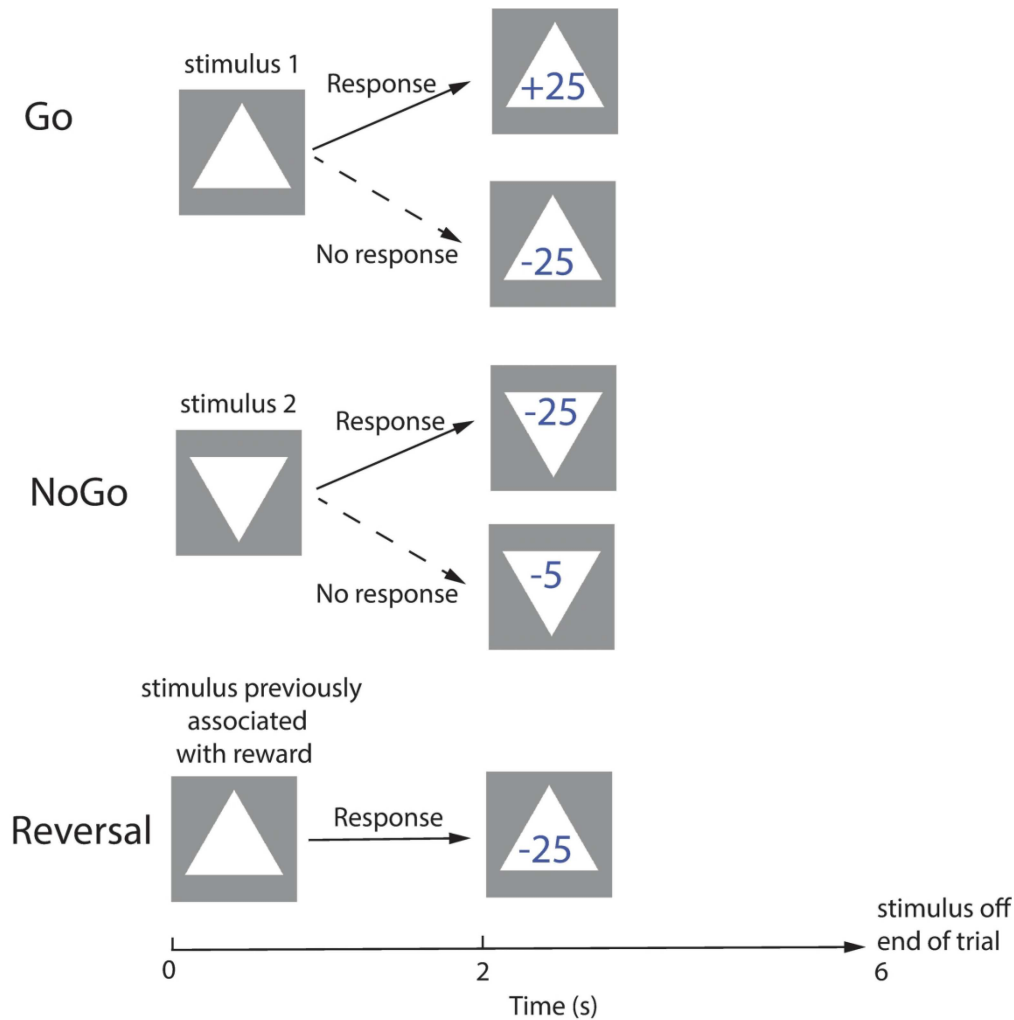 stimulus 1
Response
+25
Go
No response
-25
stimulus 2
Response
-25
NoGo
No response
-5
stimulus previously
associated
with reward
Reversal
Response
-25
stimulus off
end of trial
0
2
6
Time (s)